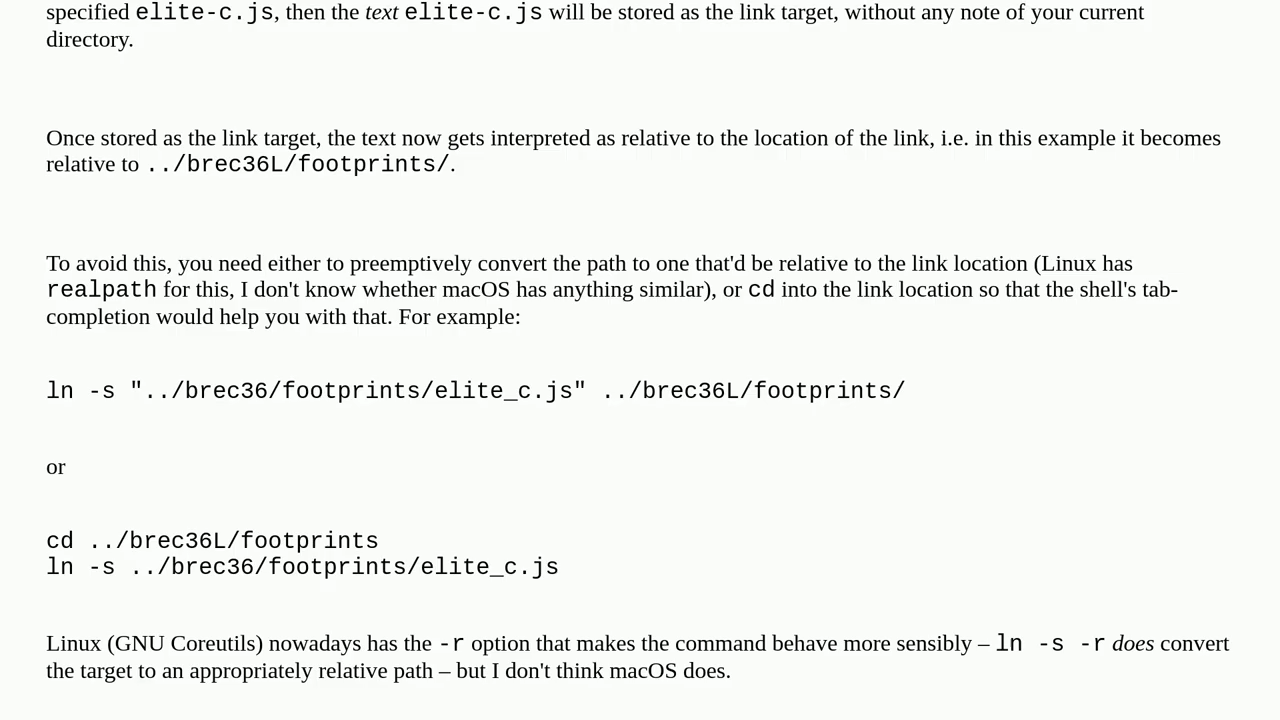 specified elite-c.js, then the text elite-c.js will be stored as the link target, without any note of your current
directory.
Once stored as the link target, the text now gets interpreted as relative to the location of the link, i.e. in this example it becomes
relative to ../brec36L/footprints/.
To avoid this, you need either to preemptively convert the path to one that'd be relative to the link location (Linux has
realpath for this, I don't know whether macOS has anything similar), or cd into the link location so that the shell's tab-
completion would help you with that. For example:
ln -s "../brec36/footprints/elite_c.js" ../brec36L/footprints/
or
cd ../brec36L/footprints
ln -s ../brec36/footprints/elite_c.js
Linux (GNU Coreutils) nowadays has the -r option that makes the command behave more sensibly – ln -s -r does convert
the target to an appropriately relative path – but I don't think macOS does.